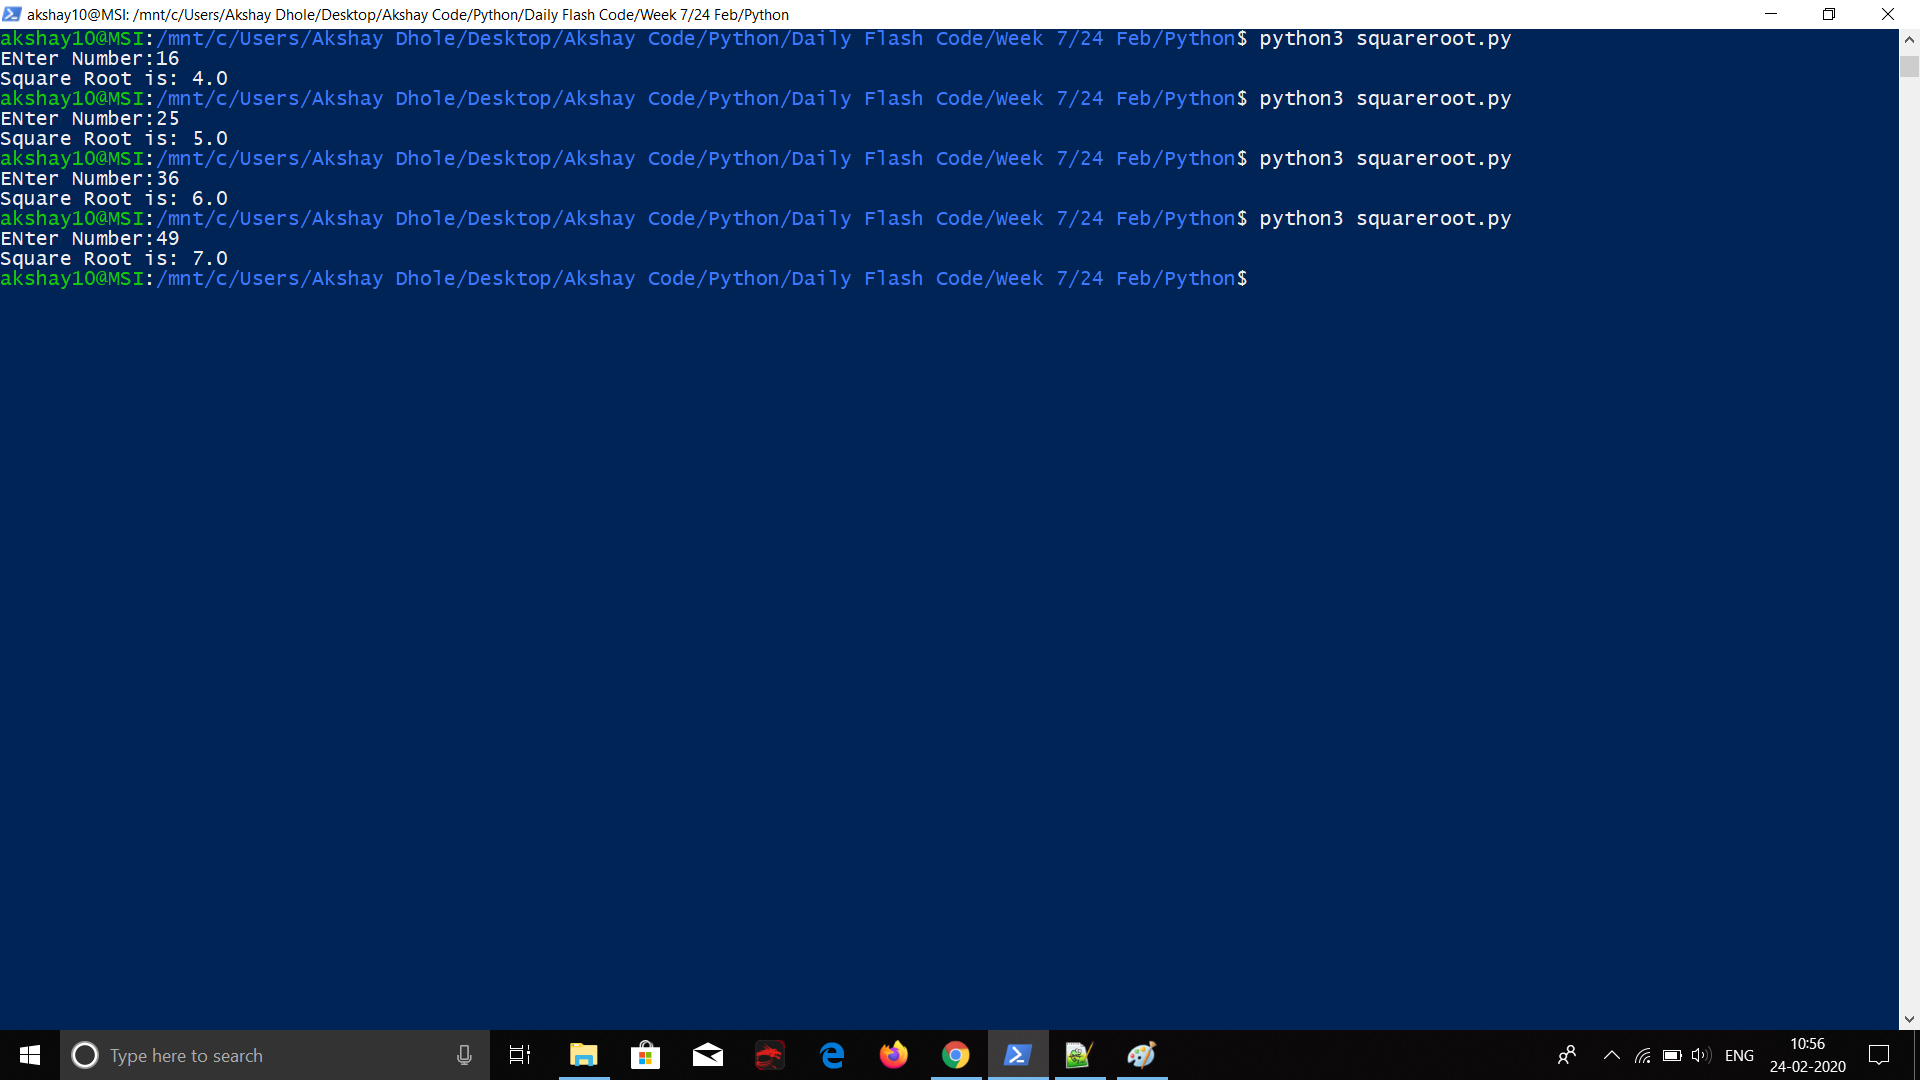 akshay10@MSI: /mnt/c/Users/Akshay Dhole/Desktop/Akshay Code/Python/Daily Flash Code/Week 7/24 Feb/Python
akshay10@MSI:/mnt/c/Users/Akshay Dhole/Desktop/Akshay Code/Python/Daily Flash Code/Week 7/24 Feb/Python$ python3 squareroot.py
ENter Number:16
Square Root is: 4.0
akshay10@MSI:/mnt/c/Users/Akshay Dhole/Desktop/Akshay Code/Python/Daily Flash Code/Week 7/24 Feb/Python$ python3 squareroot.py
ENter Number:25
Square Root is: 5.0
akshay10@MSI:/mnt/c/Users/Akshay Dhole/Desktop/Akshay Code/Python/Daily Flash Code/Week 7/24 Feb/Python$ python3 squareroot.py
ENter Number:36
Square Root is: 6.0
akshay10@MSI:/mnt/c/Users/Akshay Dhole/Desktop/Akshay Code/Python/Daily Flash Code/Week 7/24 Feb/Python$ python3 squareroot.py
ENter Number:49
Square Root is: 7.0
akshay10@MSI:/mnt/c/Users/Akshay Dhole/Desktop/Akshay Code/Python/Daily Flash Code/Week 7/24 Feb/Python$
Type here to search
ENG
10:56
24-02-2020